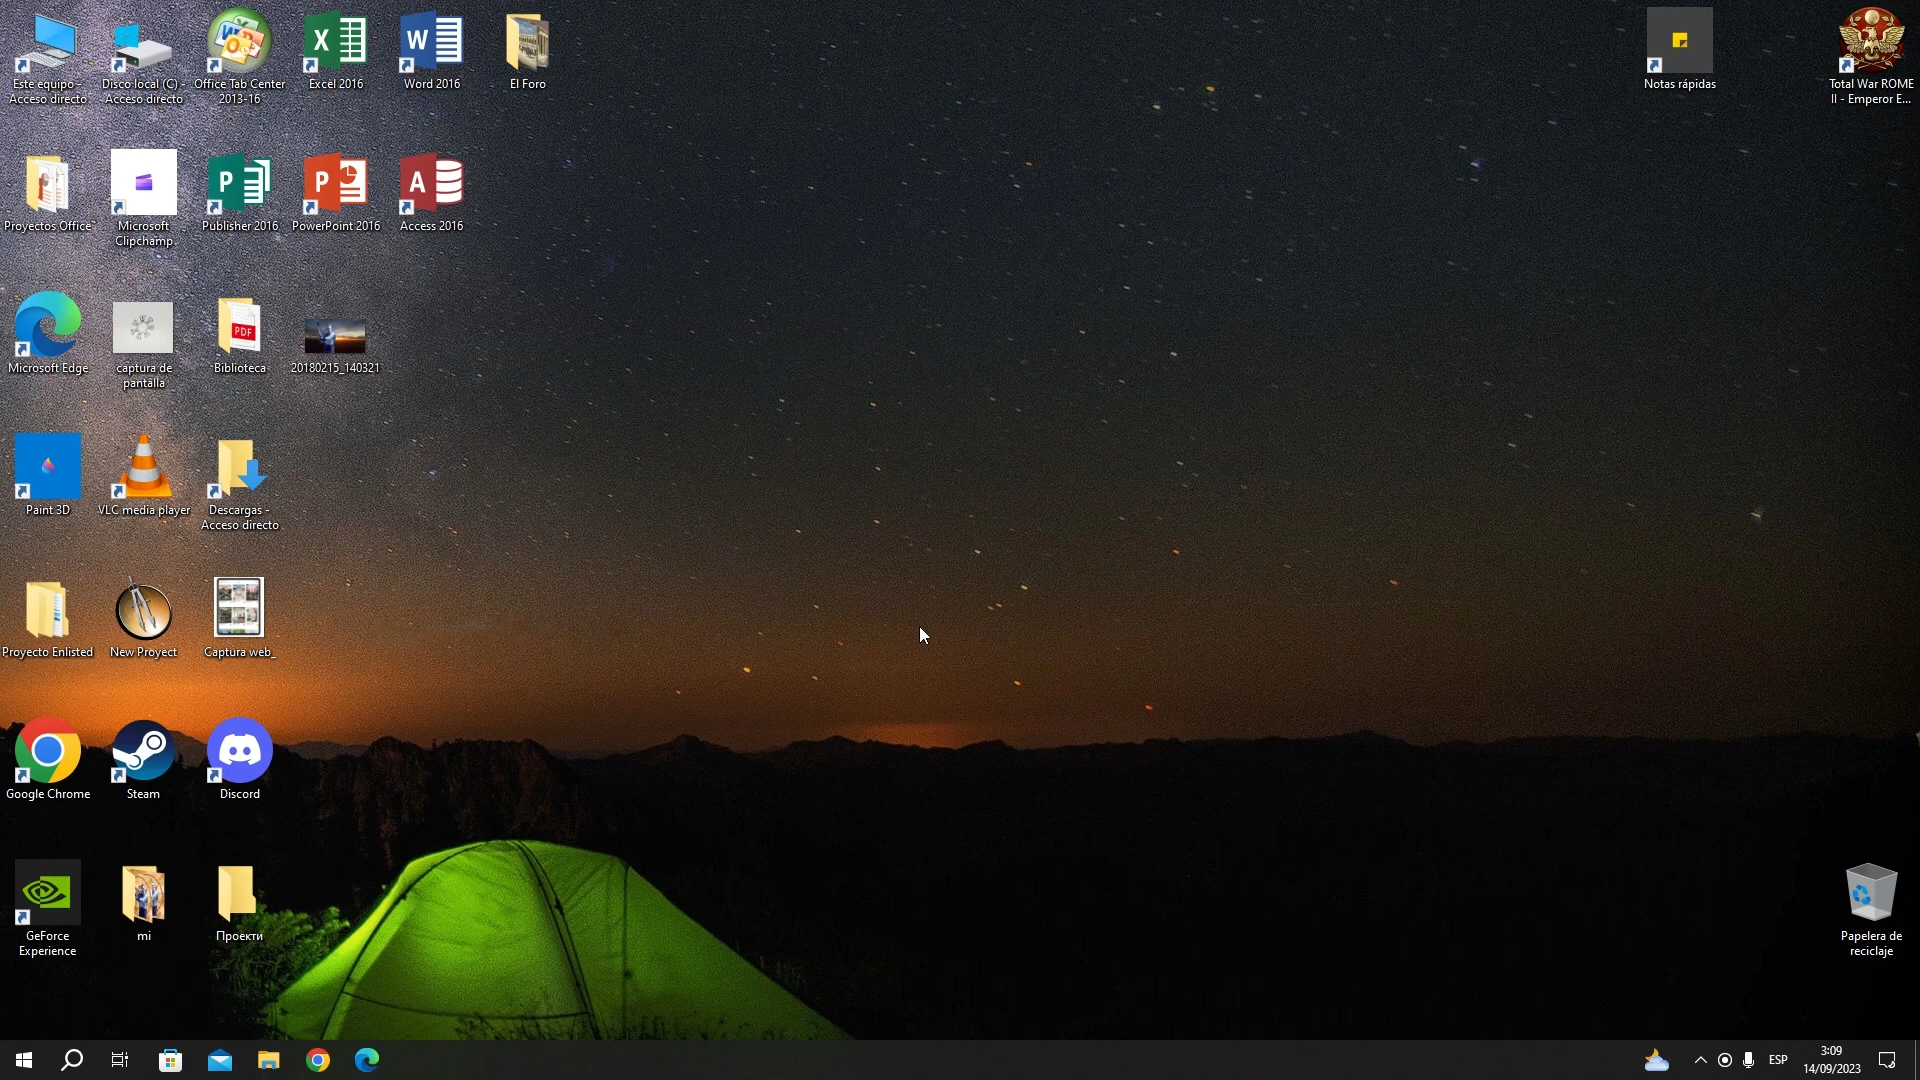 Este equipo -
Acceso directo
Disco local (C) -
Acceso directo
Office Tab Center
2013-16
Excel 2016
Word 2016
El Foro
Notas rápidas
Total War ROME
II - Emperor E...
Proyectos Office
Microsoft
Clipchamp
Publisher 2016
PowerPoint 2016
Access 2016
Microsoft Edge
captura de
pantalla
PDF
Biblioteca
20180215_140321
Paint 3D
VLC media player
Descargas -
Acceso directo
Proyecto Enlisted
New Proyect
Captura web_
Google Chrome
Steam
Discord
GeForce
Experience
mi
Проекти
Papelera de
reciclaje
ESP
3:09
14/09/2023